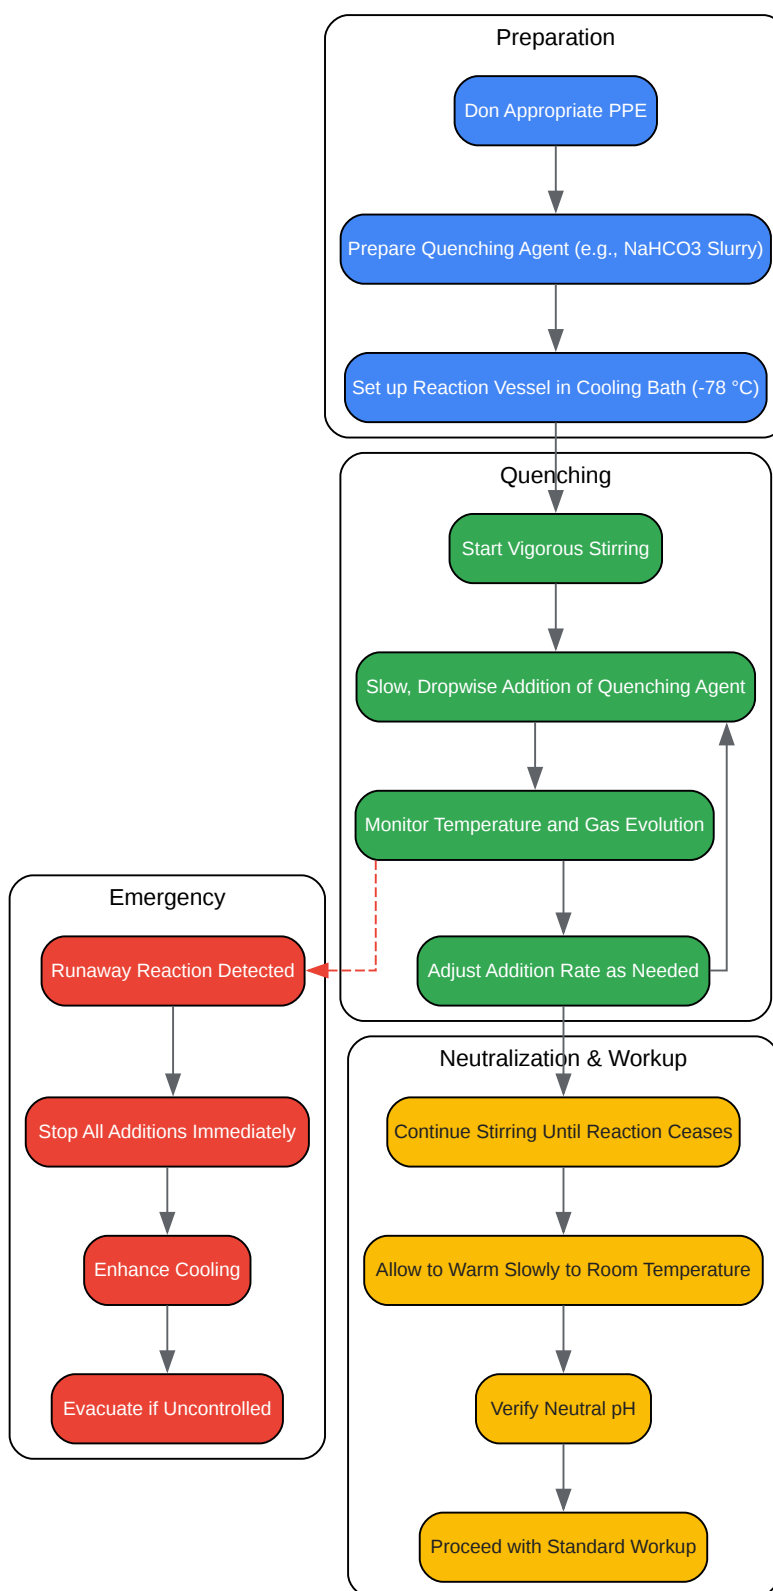 Preparation
Don Appropriate PPE
Prepare Quenching Agent (e.g., NaHCO3 Slurry)
Set up Reaction Vessel in Cooling Bath (-78 °C)
Quenching
Start Vigorous Stirring
Slow, Dropwise Addition of Quenching Agent
Monitor Temperature and Gas Evolution
Adjust Addition Rate as Needed
Emergency
Runaway Reaction Detected
Stop All Additions Immediately
Enhance Cooling
Evacuate if Uncontrolled
Neutralization & Workup
Continue Stirring Until Reaction Ceases
Allow to Warm Slowly to Room Temperature
Verify Neutral pH
Proceed with Standard Workup